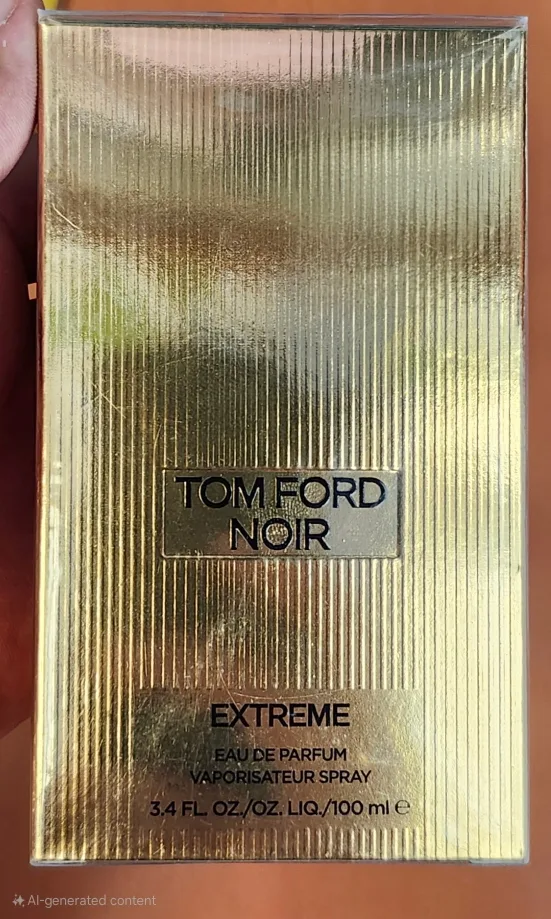 TOM FORD
NOIR
EXTREME
EAU DE PARFUM
VAPORISATEUR SPRAY
3.4 FL. OZ./OZ. LIQ./100 ml ℮
AI-generated content